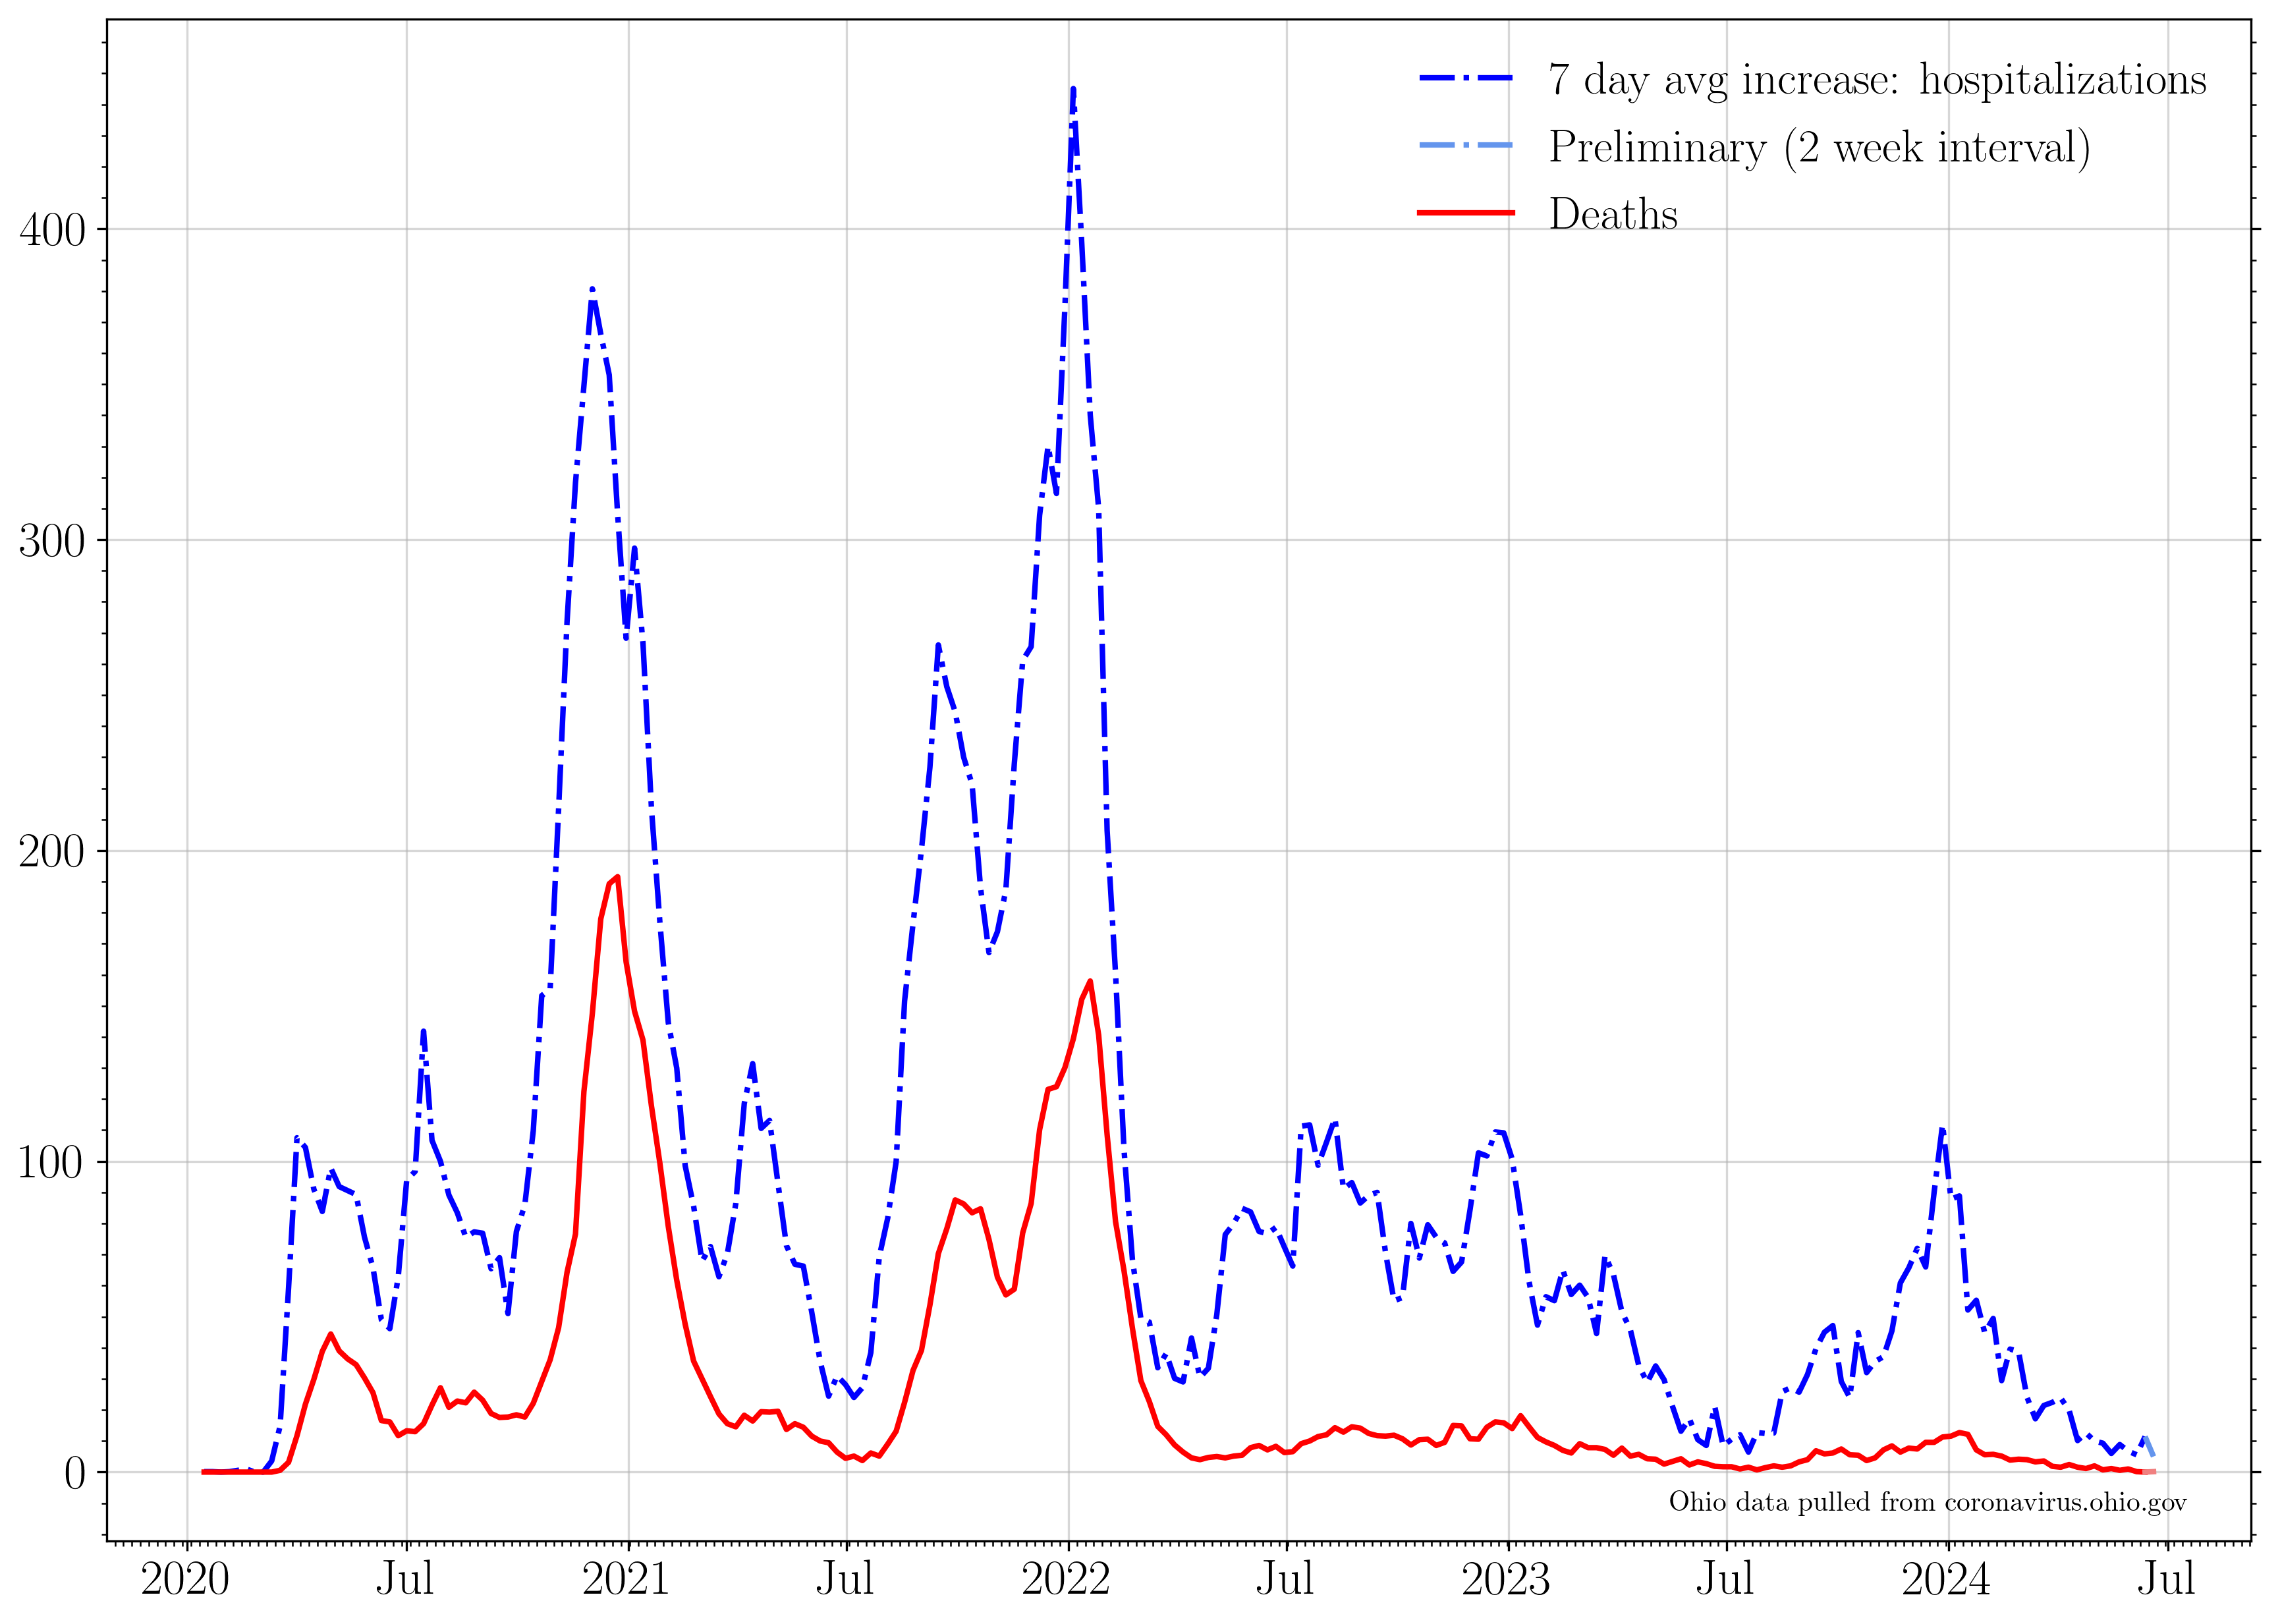 7 day avg increase: hospitalizations
Preliminary (2 week interval)
Deaths
400
300
200
100
0
Ohio data pulled from coronavirus.ohio.gov
2020 Jul 2021 Jul 2022 Jul 2023 Jul 2024 Jul